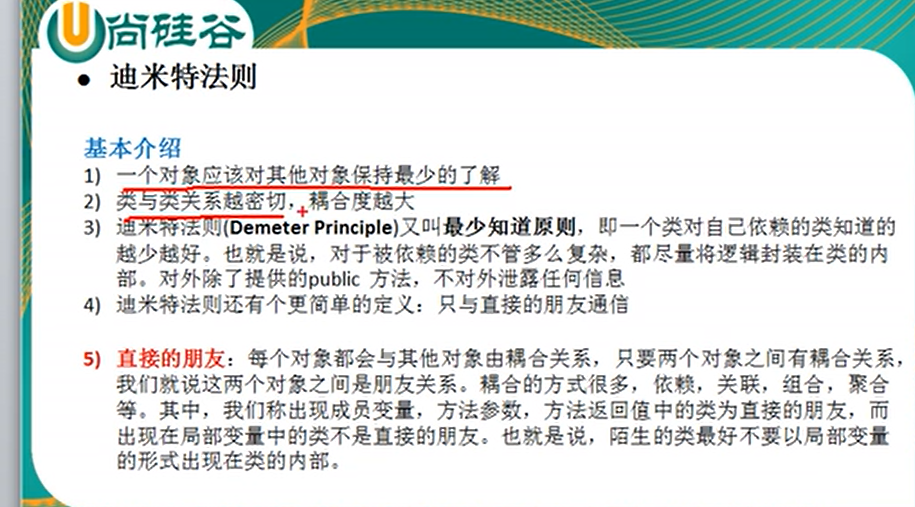 尚硅谷
● 迪米特法则
基本介绍
1) 一个对象应该对其他对象保持最少的了解
2) 类与类关系越密切，耦合度越大
3) 迪米特法则(Demeter Principle)又叫最少知道原则，即一个类对自己依赖的类知道的
越少越好。也就是说，对于被依赖的类不管多么复杂，都尽量将逻辑封装在类的内
部。对外除了提供的public 方法，不对外泄露任何信息
4) 迪米特法则还有个更简单的定义：只与直接的朋友通信
5) 直接的朋友：每个对象都会与其他对象由耦合关系，只要两个对象之间有耦合关系，
我们就说这两个对象之间是朋友关系。耦合的方式很多，依赖，关联，组合，聚合
等。其中，我们称出现成员变量，方法参数，方法返回值中的类为直接的朋友，而
出现在局部变量中的类不是直接的朋友。也就是说，陌生的类最好不要以局部变量
的形式出现在类的内部。